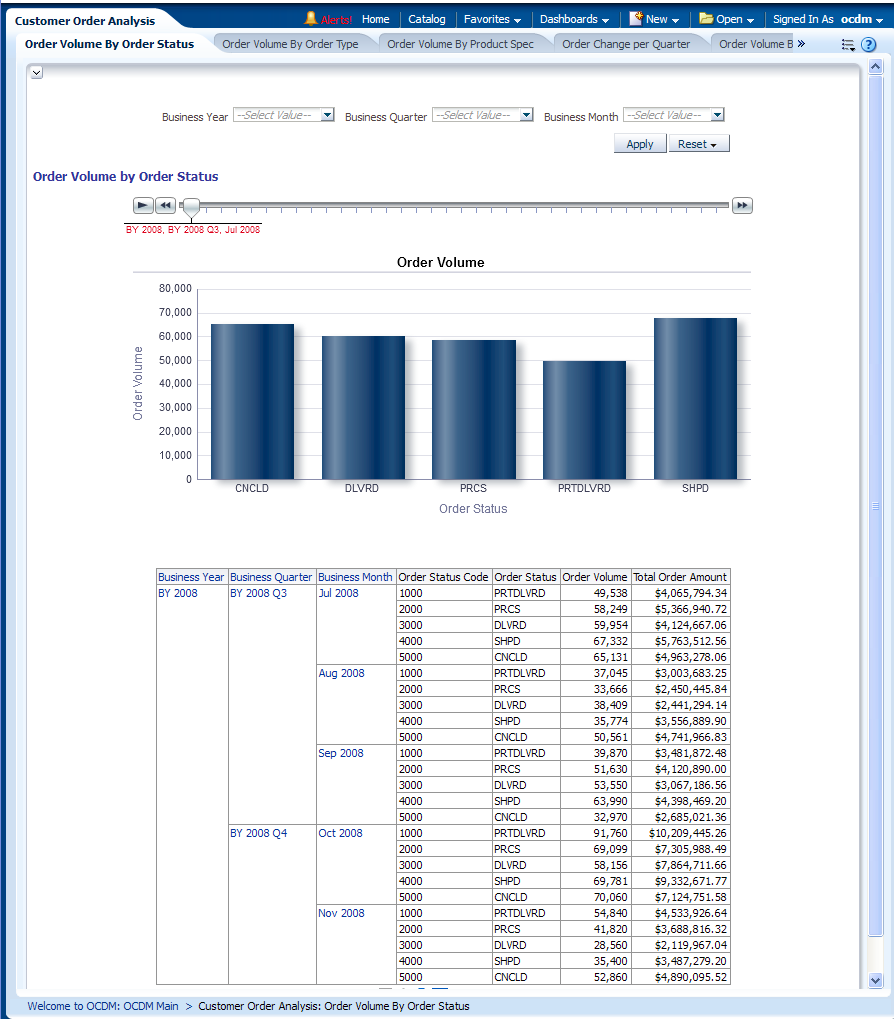 Customer Order Analysis
Alerts! Home Catalog Favorites Dashboards New Open Signed In As ocdm
Order Volume By Order Status Order Volume By Order Type Order Volume By Product Spec Order Change per Quarter Order Volume B »
Business Year --Select Value-- Business Quarter --Select Value-- Business Month --Select Value--
Apply Reset
Order Volume by Order Status
BY 2008, BY 2008 Q3, Jul 2008
Order Volume
80,000
70,000
60,000
50,000
40,000
30,000
20,000
10,000
0
Order Volume
CNCLD DLVRD PRCS PRTDLVRD SHPD
Order Status
Business Year Business Quarter Business Month Order Status Code Order Status Order Volume Total Order Amount
BY 2008 BY 2008 Q3 Jul 2008 1000 PRTDLVRD 49,538 $4,065,794.34
2000 PRCS 58,249 $5,366,940.72
3000 DLVRD 59,954 $4,124,667.06
4000 SHPD 67,332 $5,763,512.56
5000 CNCLD 65,131 $4,963,278.06
Aug 2008 1000 PRTDLVRD 37,045 $3,003,683.25
2000 PRCS 33,666 $2,450,445.84
3000 DLVRD 38,409 $2,441,294.14
4000 SHPD 35,774 $3,556,889.90
5000 CNCLD 50,561 $4,741,966.83
Sep 2008 1000 PRTDLVRD 39,870 $3,481,872.48
2000 PRCS 51,630 $4,120,890.00
3000 DLVRD 53,550 $3,067,186.56
4000 SHPD 63,990 $4,398,469.20
5000 CNCLD 32,970 $2,685,021.36
BY 2008 Q4 Oct 2008 1000 PRTDLVRD 91,760 $10,209,445.26
2000 PRCS 69,099 $7,305,988.49
3000 DLVRD 58,156 $7,864,711.66
4000 SHPD 69,781 $9,332,671.77
5000 CNCLD 70,060 $7,124,751.58
Nov 2008 1000 PRTDLVRD 54,840 $4,533,926.64
2000 PRCS 41,820 $3,688,816.32
3000 DLVRD 28,560 $2,119,967.04
4000 SHPD 35,400 $3,487,279.20
5000 CNCLD 52,860 $4,890,095.52
Welcome to OCDM: OCDM Main > Customer Order Analysis: Order Volume By Order Status